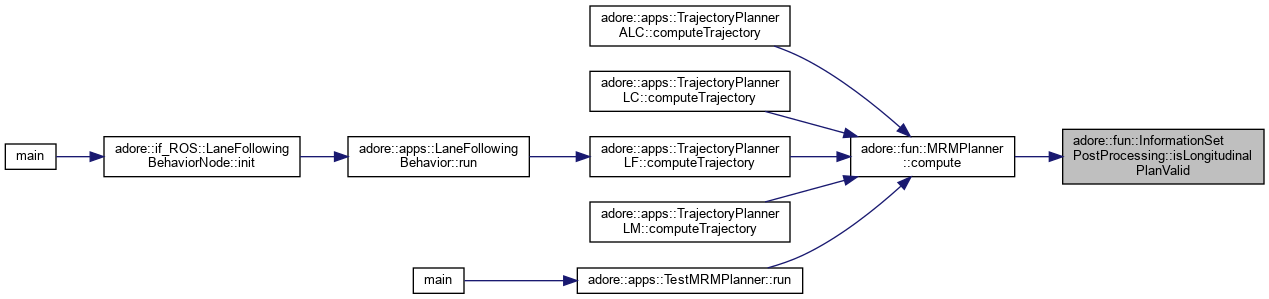 adore::apps::TrajectoryPlanner
ALC::computeTrajectory
adore::apps::TrajectoryPlanner
LC::computeTrajectory
main
adore::if_ROS::LaneFollowing
BehaviorNode::init
adore::apps::LaneFollowing
Behavior::run
adore::apps::TrajectoryPlanner
LF::computeTrajectory
adore::fun::MRMPlanner
::compute
adore::fun::InformationSet
PostProcessing::isLongitudinal
PlanValid
adore::apps::TrajectoryPlanner
LM::computeTrajectory
main
adore::apps::TestMRMPlanner::run